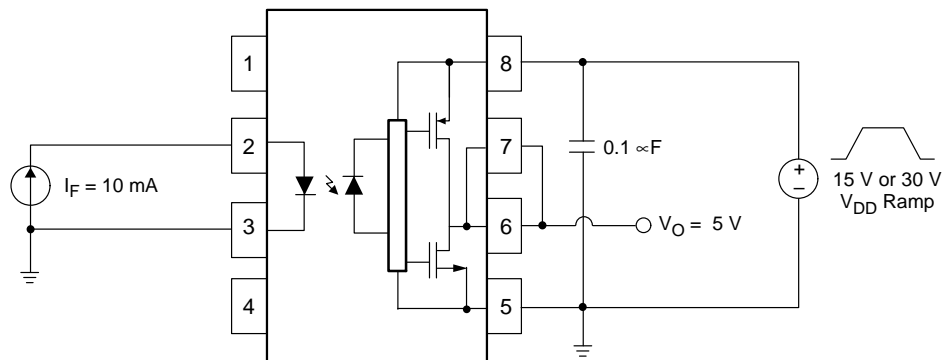 1
8
2
7
0.1 ∝F
I_F = 10 mA
+
–
15 V or 30 V
V_DD Ramp
3
6
V_O = 5 V
4
5